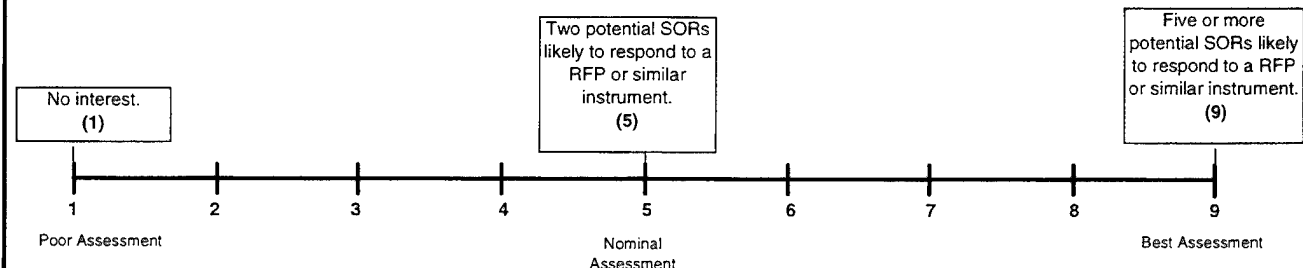 No interest.
(1)
Two potential SORs
likely to respond to a
RFP or similar
instrument.
(5)
Five or more
potential SORs likely
to respond to a RFP
or similar instrument.
(9)
1 2 3 4 5 6 7 8 9
Poor Assessment
Nominal
Assessment
Best Assessment